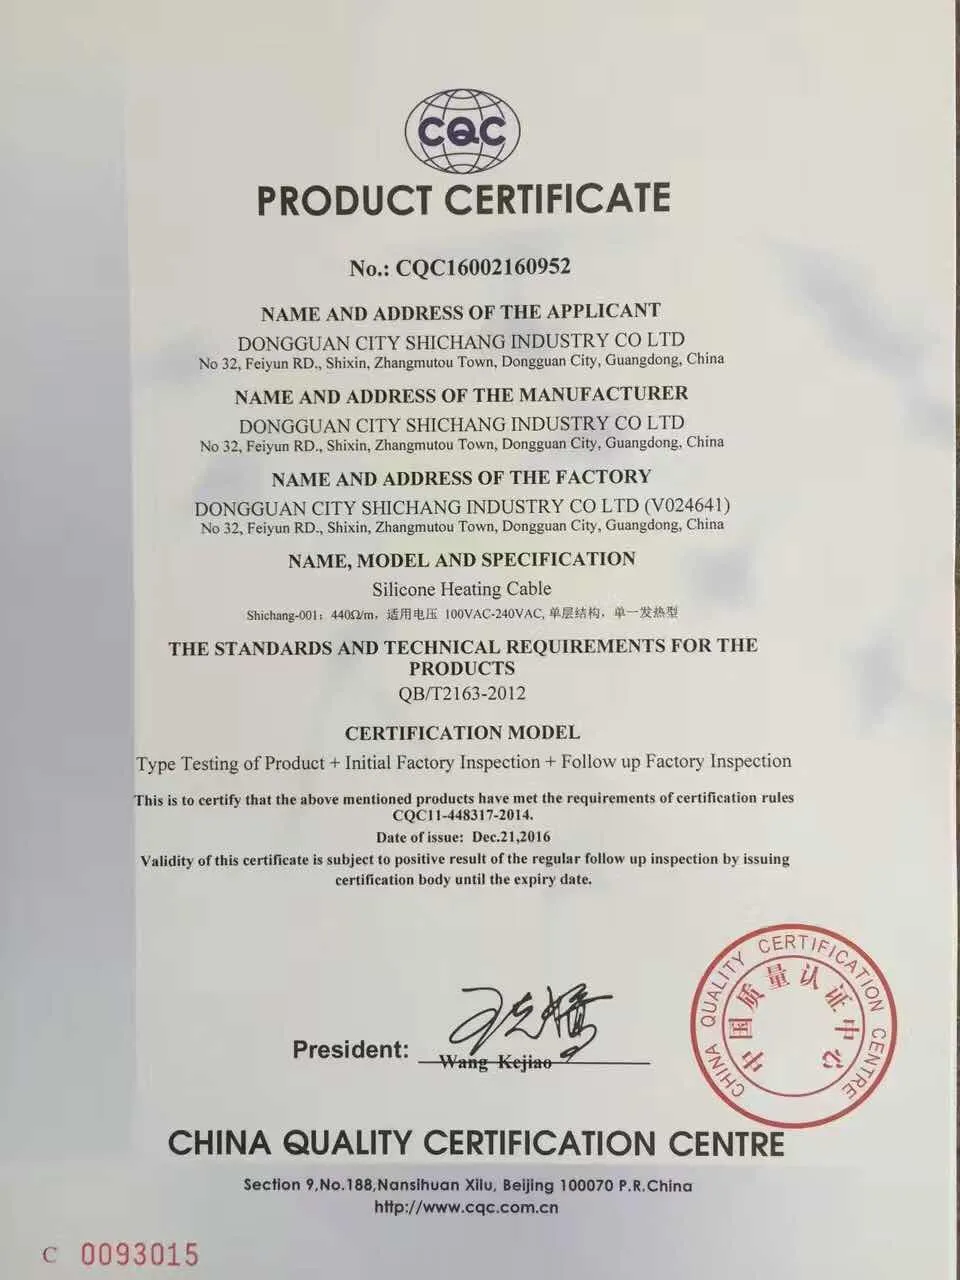 CQC
PRODUCT CERTIFICATE
No.: CQC16002160952
NAME AND ADDRESS OF THE APPLICANT
DONGGUAN CITY SHICHANG INDUSTRY CO LTD
No 32, Feiyun RD., Shixin, Zhangmutou Town, Dongguan City, Guangdong, China
NAME AND ADDRESS OF THE MANUFACTURER
DONGGUAN CITY SHICHANG INDUSTRY CO LTD
No 32, Feiyun RD., Shixin, Zhangmutou Town, Dongguan City, Guangdong, China
NAME AND ADDRESS OF THE FACTORY
DONGGUAN CITY SHICHANG INDUSTRY CO LTD (V024641)
No 32, Feiyun RD., Shixin, Zhangmutou Town, Dongguan City, Guangdong, China
NAME, MODEL AND SPECIFICATION
Silicone Heating Cable
Shichang-001：440Ω/m，适用电压 100VAC-240VAC, 单层结构，单一发热型
THE STANDARDS AND TECHNICAL REQUIREMENTS FOR THE
PRODUCTS
QB/T2163-2012
CERTIFICATION MODEL
Type Testing of Product + Initial Factory Inspection + Follow up Factory Inspection
This is to certify that the above mentioned products have met the requirements of certification rules
CQC11-448317-2014.
Date of issue: Dec.21,2016
Validity of this certificate is subject to positive result of the regular follow up inspection by issuing
certification body until the expiry date.
President:
Wang Kejiao
CHINA QUALITY CERTIFICATION CENTRE
中国质量认证中心
CHINA QUALITY CERTIFICATION CENTRE
Section 9,No.188,Nansihuan Xilu, Beijing 100070 P.R.China
http://www.cqc.com.cn
C 0093015